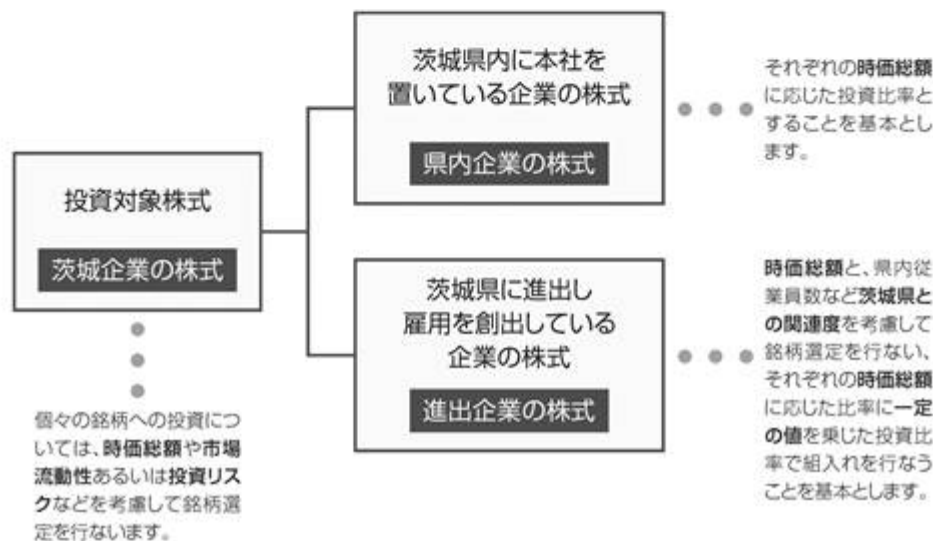 投資対象株式
茨城企業の株式
個々の銘柄への投資につ
いては、時価総額や市場
流動性あるいは投資リス
クなどを考慮して銘柄選
定を行ないます。
茨城県内に本社を
置いている企業の株式
県内企業の株式
それぞれの時価総額
に応じた投資比率と
することを基本とし
ます。
茨城県に進出し
雇用を創出している
企業の株式
進出企業の株式
時価総額と、県内従
業員数など茨城県と
の関連度を考慮して
銘柄選定を行ない、
それぞれの時価総額
に応じた比率に一定
の値を乗じた投資比
率で組入れを行なう
ことを基本とします。